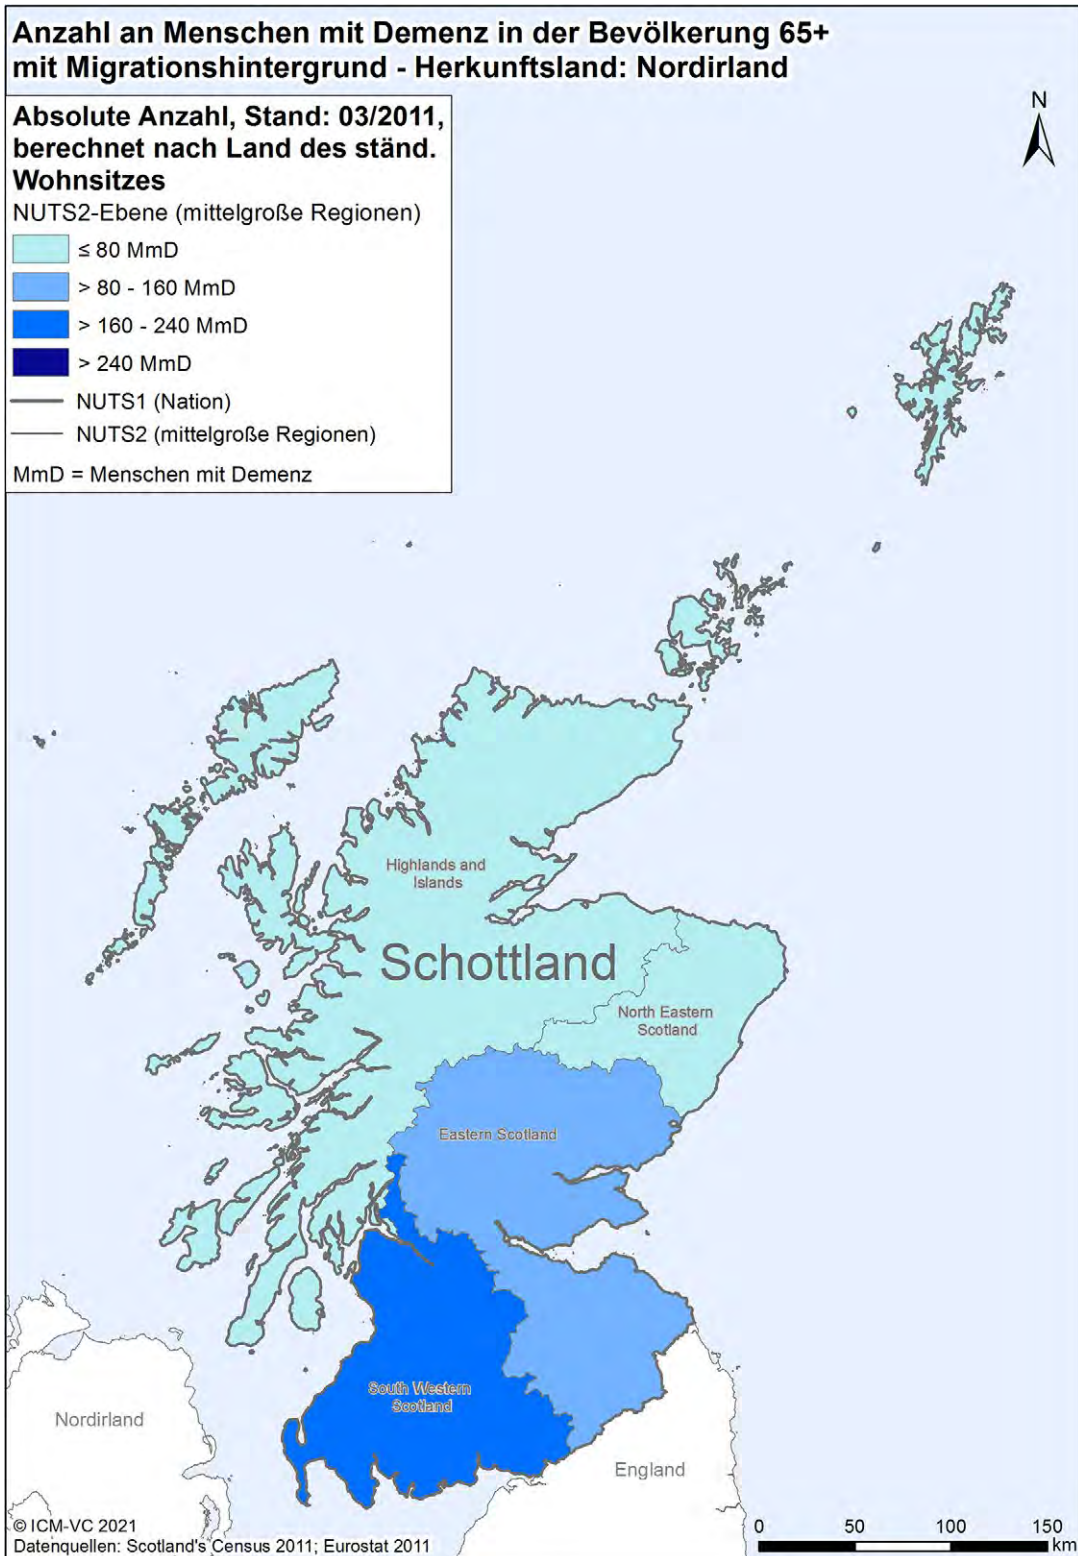 Anzahl an Menschen mit Demenz in der Bevölkerung 65+
mit Migrationshintergrund - Herkunftsland: Nordirland
Absolute Anzahl, Stand: 03/2011,
berechnet nach Land des ständ.
Wohnsitzes
NUTS2-Ebene (mittelgroße Regionen)
≤ 80 MmD
> 80 - 160 MmD
> 160 - 240 MmD
> 240 MmD
NUTS1 (Nation)
NUTS2 (mittelgroße Regionen)
MmD = Menschen mit Demenz
N
Highlands and
Islands
Schottland
North Eastern
Scotland
Eastern Scotland
South Western
Scotland
Nordirland
England
© ICM-VC 2021
Datenquellen: Scotland's Census 2011; Eurostat 2011
0 50 100 150
km